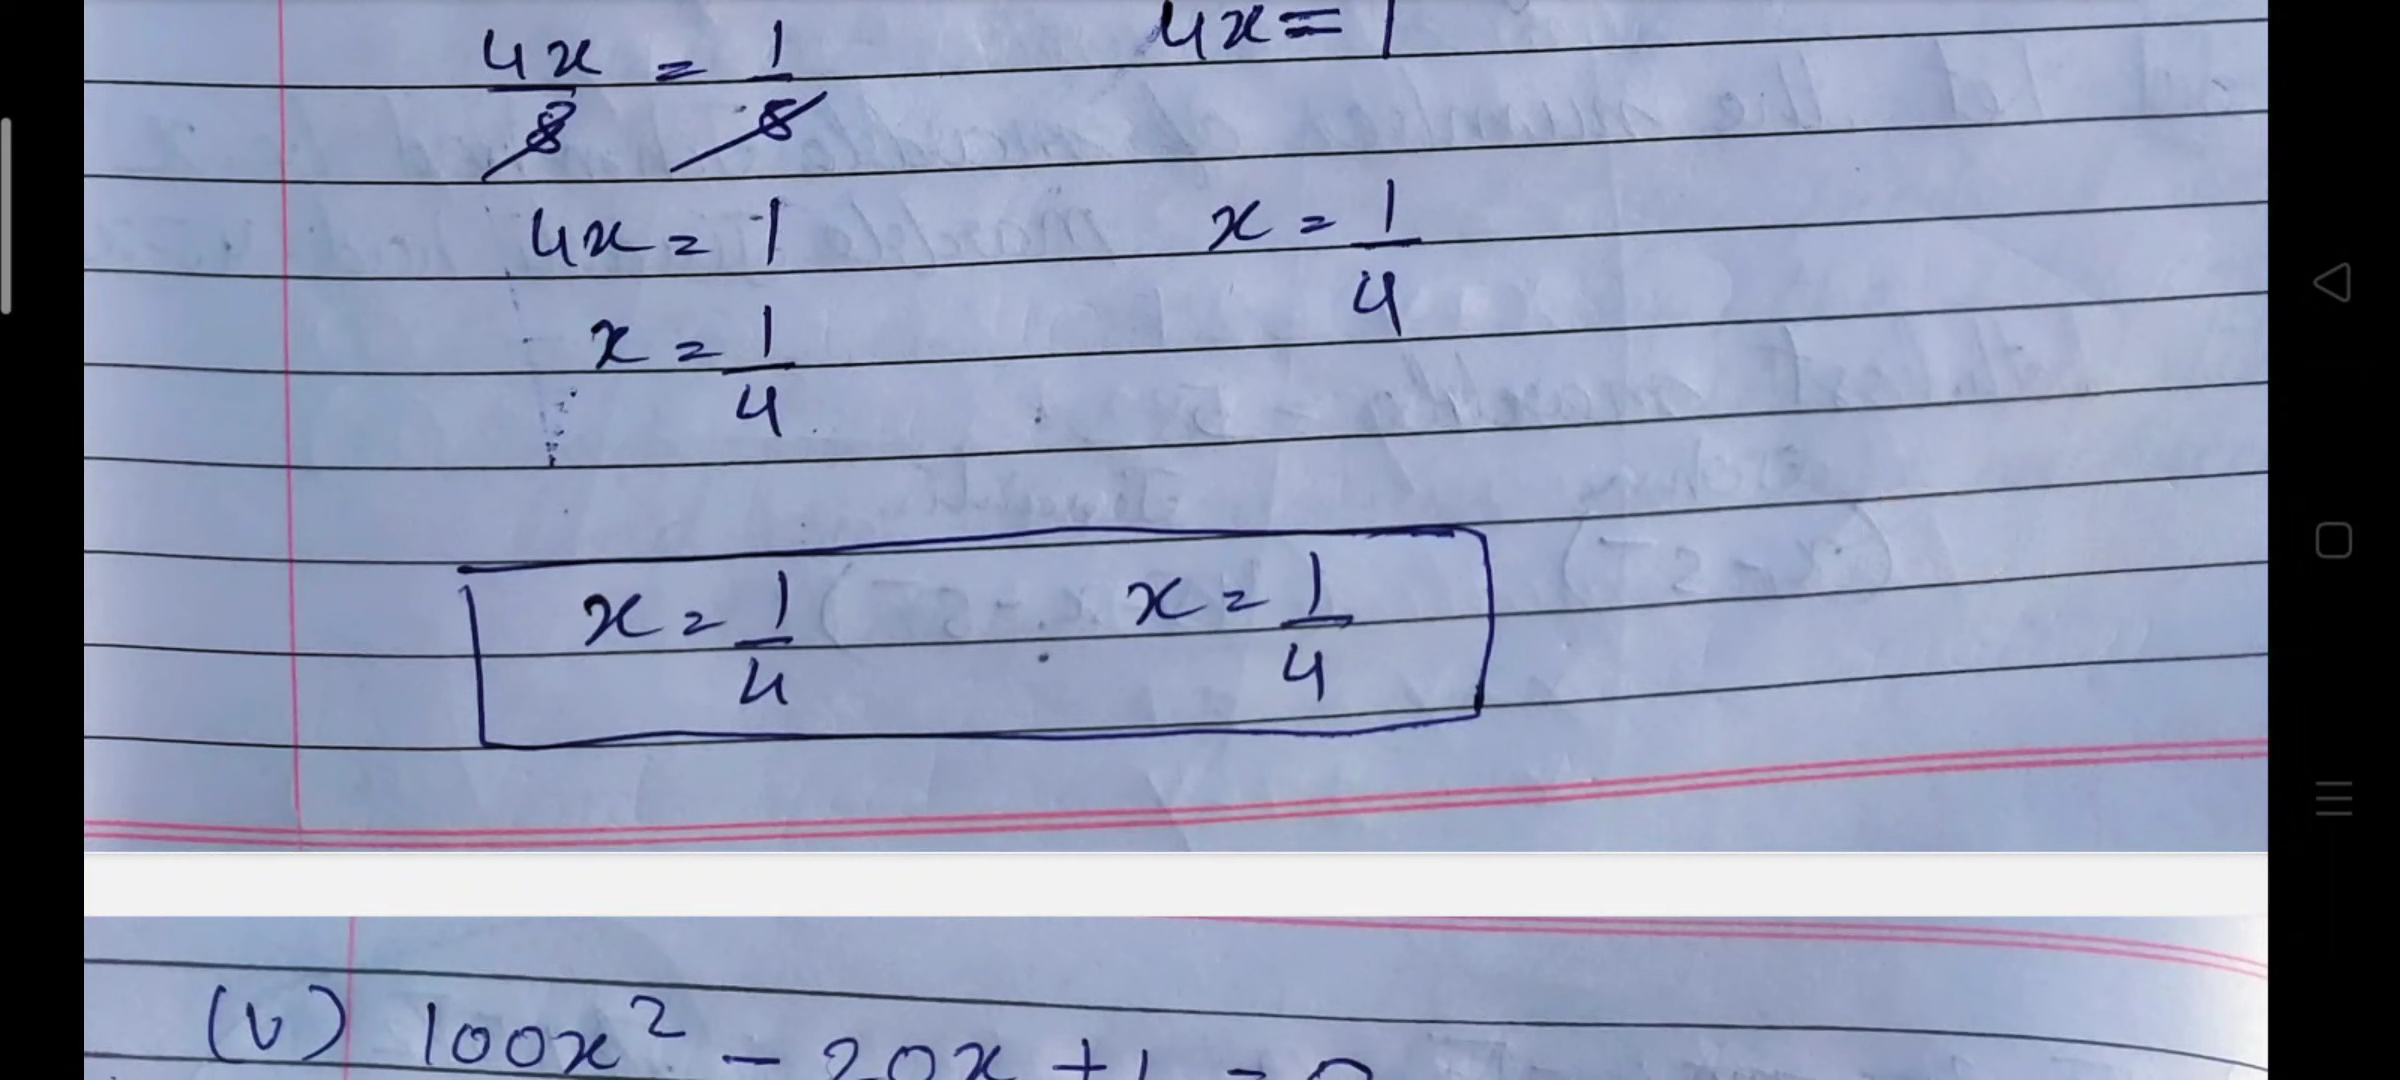 4x/8 = 1/8    4x = 1
4x = 1    x = 1/4
x = 1/4
x = 1/4    x = 1/4
(v) 100x² - 20x + 1 = 0